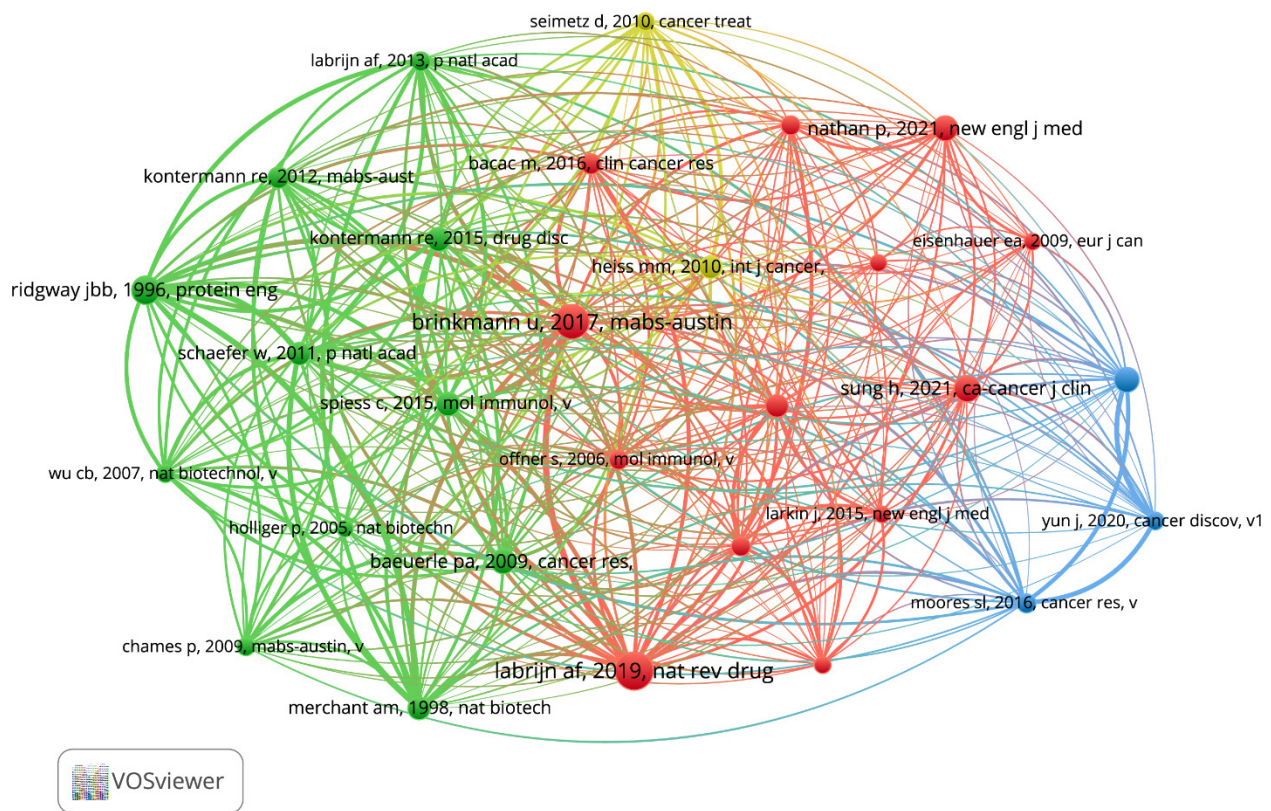 seimetz d, 2010, cancer treat
labrijn af, 2013, p natl acad
nathan p, 2021, new engl j med
bacac m, 2016, clin cancer res
kontermann re, 2012, mabs-aust
kontermann re, 2015, drug disc
eisenhauer ea, 2009, eur j can
heiss mm, 2010, int j cancer,
ridgway jbb, 1996, protein eng
brinkmann u, 2017, mabs-austin
schaefer w, 2011, p natl acad
sung h, 2021, ca-cancer j clin
spiess c, 2015, mol immunol, v
offner s, 2006, mol immunol, v
wu cb, 2007, nat biotechnol, v
larkin j, 2015, new engl j med
yun j, 2020, cancer discov, v1
holliger p, 2005, nat biotechn
baeuerle pa, 2009, cancer res,
moores sl, 2016, cancer res, v
chames p, 2009, mabs-austin, v
labrijn af, 2019, nat rev drug
merchant am, 1998, nat biotech
VOSviewer